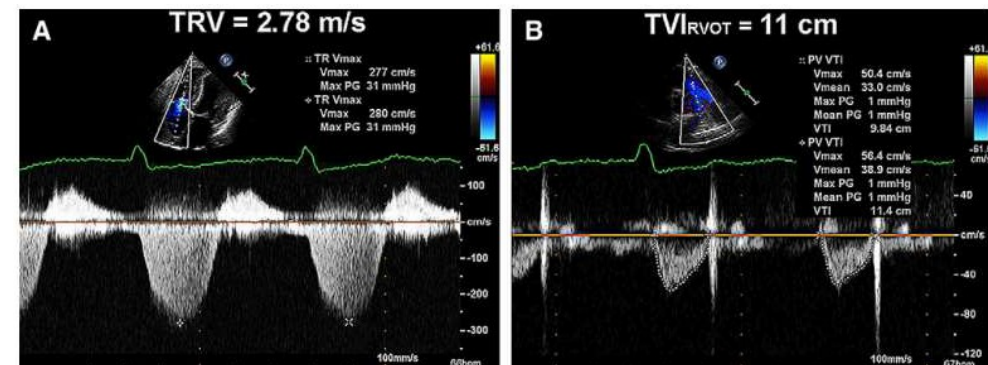 A
TRV = 2.78 m/s
TR Vmax
Vmax 277 cm/s
Max PG 31 mmHg
TR Vmax
Vmax 280 cm/s
Max PG 31 mmHg
cm/s
100
cm/s
-100
-200
-300
100mm/s
66bpm
B
TVIRVOT = 11 cm
PV VTI
Vmax 50.4 cm/s
Vmean 33.0 cm/s
Max PG 1 mmHg
Mean PG 1 mmHg
VTI 9.84 cm
PV VTI
Vmax 56.4 cm/s
Vmean 38.9 cm/s
Max PG 1 mmHg
Mean PG 1 mmHg
VTI 11.4 cm
cm/s
40
cm/s
-40
-80
-120
100mm/s
67bpm